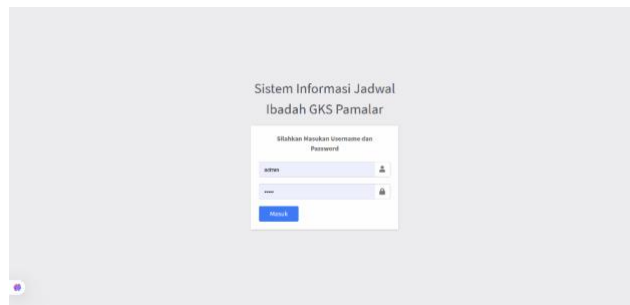 Sistem Informasi Jadwal
Ibadah GKS Pamalar
Silahkan Masukan Username dan
Password
admin
Masuk